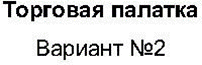 Торговая палатка
Вариант №2